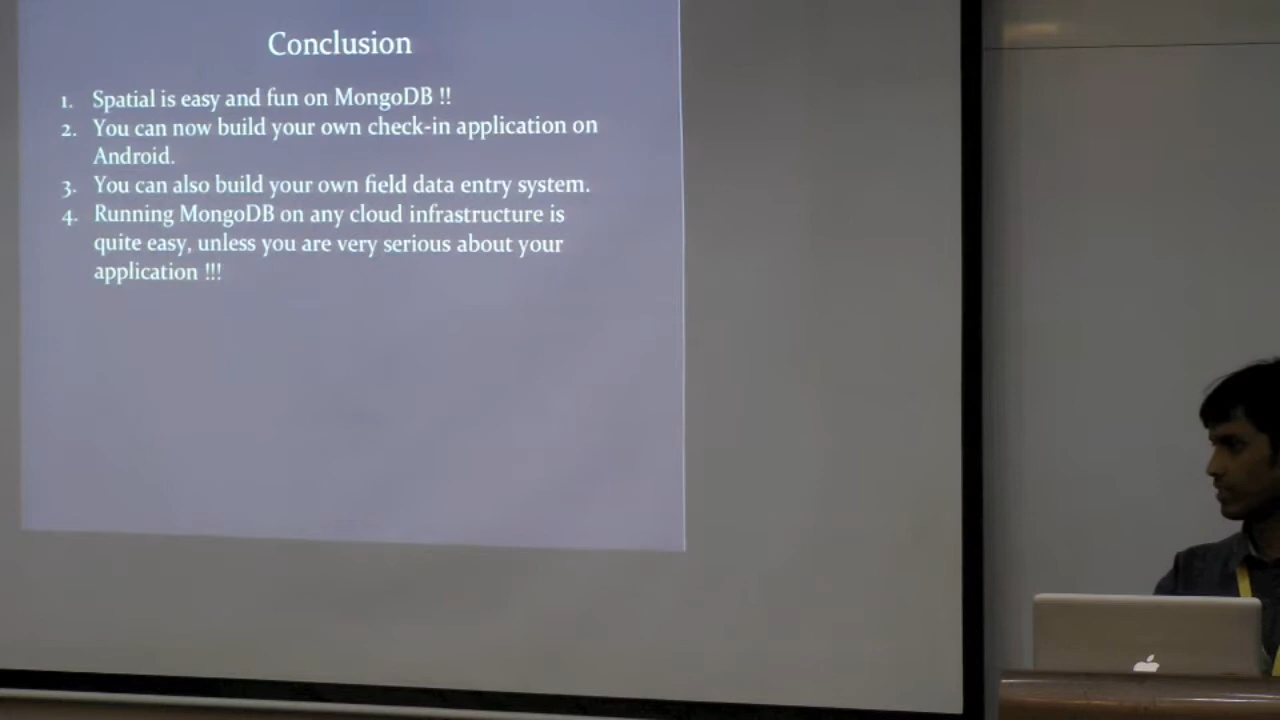 Conclusion
1. Spatial is easy and fun on MongoDB !!
2. You can now build your own check-in application on
Android.
3. You can also build your own field data entry system.
4. Running MongoDB on any cloud infrastructure is
quite easy, unless you are very serious about your
application !!!